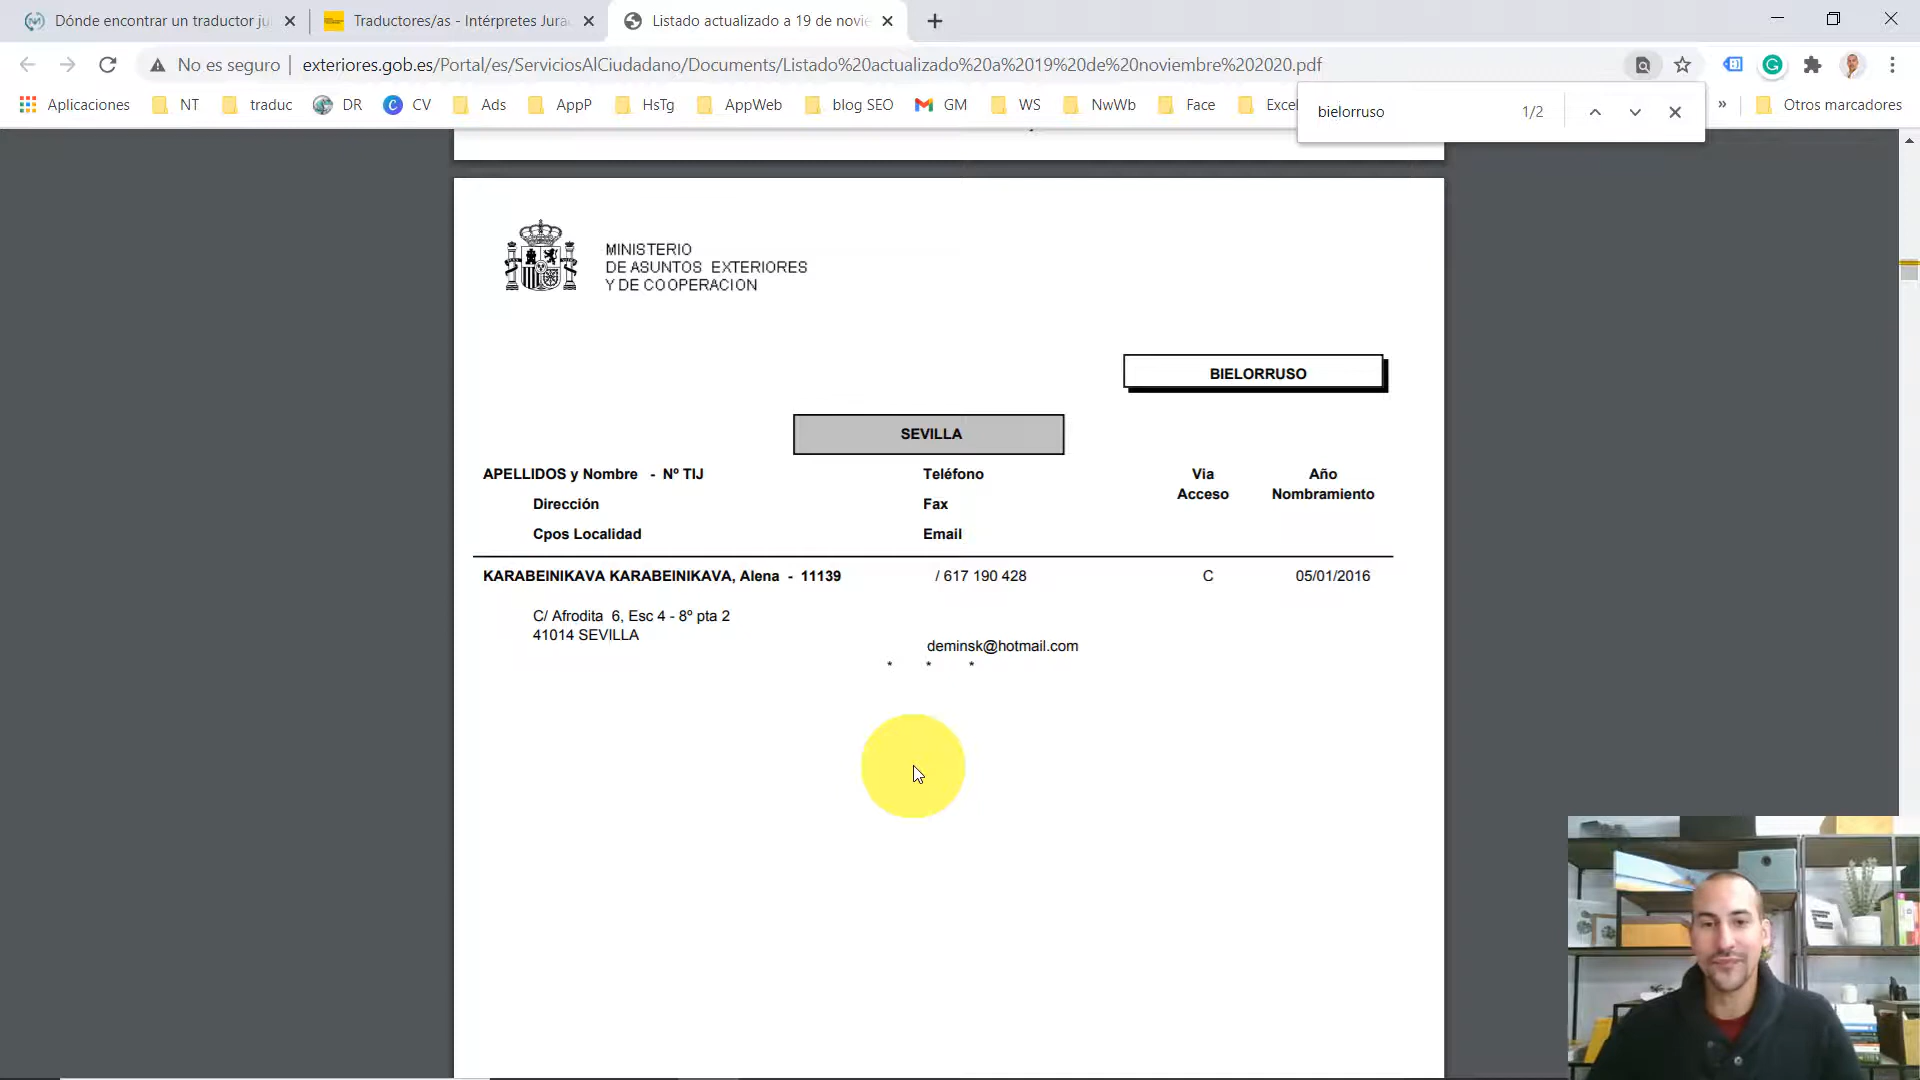 Dónde encontrar un traductor ju
Traductores/as - Intérpretes Jura
Listado actualizado a 19 de novie
No es seguro
exteriores.gob.es/Portal/es/ServiciosAlCiudadano/Documents/Listado%20actualizado%20a%2019%20de%20noviembre%202020.pdf
Aplicaciones
NT
traduc
DR
CV
Ads
AppP
HsTg
AppWeb
blog SEO
GM
WS
NwWb
Face
Excel
»
Otros marcadores
bielorruso
1/2
MINISTERIO
DE ASUNTOS EXTERIORES
Y DE COOPERACION
BIELORRUSO
SEVILLA
APELLIDOS y Nombre - Nº TIJ
Teléfono
Via
Acceso
Año
Nombramiento
Dirección
Fax
Cpos Localidad
Email
KARABEINIKAVA KARABEINIKAVA, Alena - 11139
/ 617 190 428
C
05/01/2016
C/ Afrodita 6, Esc 4 - 8º pta 2
41014 SEVILLA
deminsk@hotmail.com
* * *